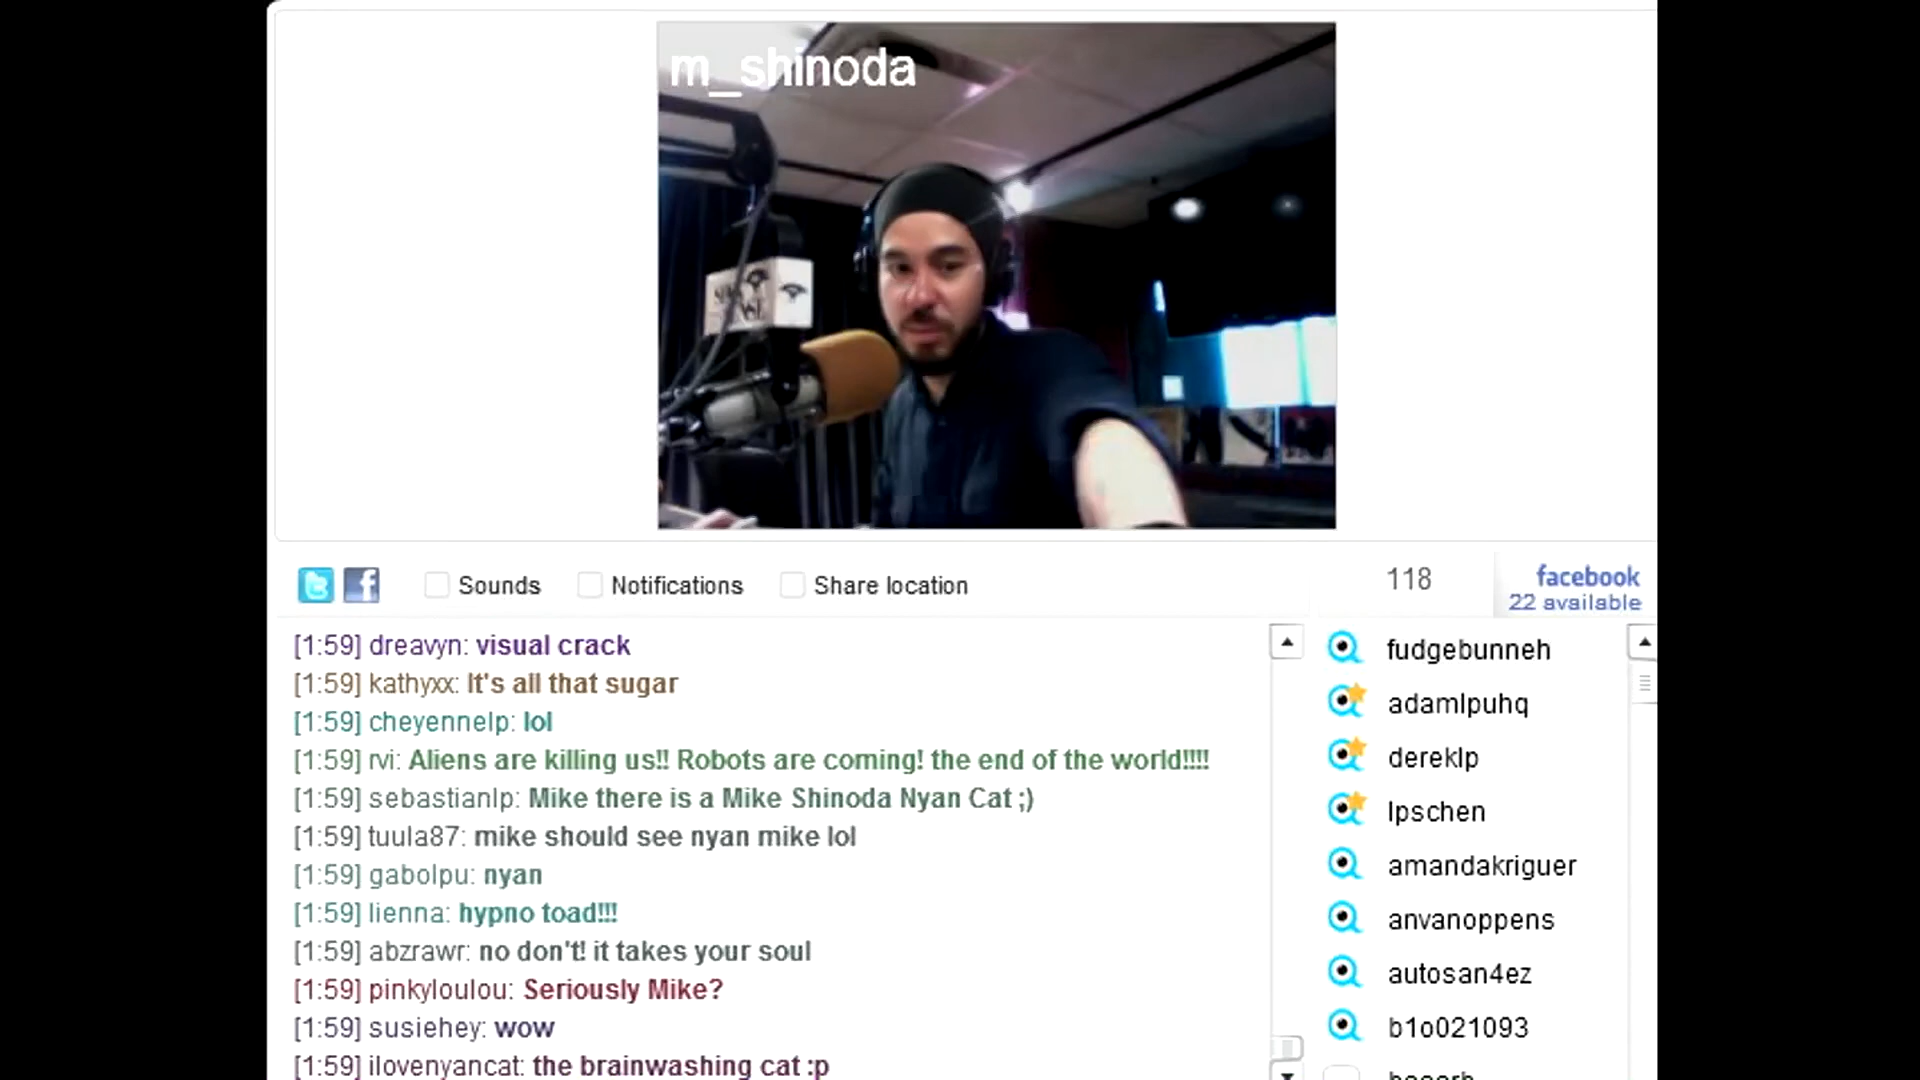 m_shinoda
Sounds
Notifications
Share location
118
facebook
22 available
[1:59] dreavyn: visual crack
[1:59] kathyxx: It's all that sugar
[1:59] cheyennelp: lol
[1:59] rvi: Aliens are killing us!! Robots are coming! the end of the world!!!!
[1:59] sebastianlp: Mike there is a Mike Shinoda Nyan Cat ;)
[1:59] tuula87: mike should see nyan mike lol
[1:59] gabolpu: nyan
[1:59] lienna: hypno toad!!!
[1:59] abzrawr: no don't! it takes your soul
[1:59] pinkyloulou: Seriously Mike?
[1:59] susiehey: wow
[1:59] ilovenyancat: the brainwashing cat :p
fudgebunneh
adamlpuhq
dereklp
lpschen
amandakriguer
anvanoppens
autosan4ez
b1o021093